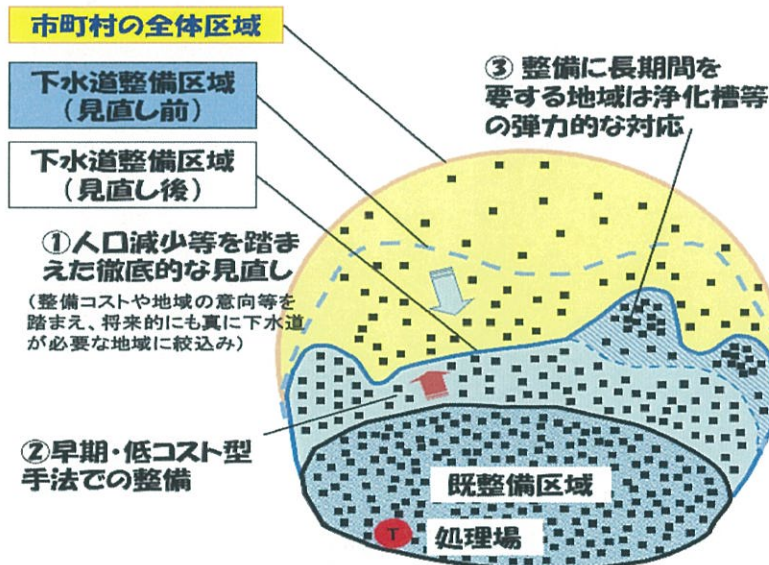 市町村の全体区域
下水道整備区域
(見直し前)
下水道整備区域
(見直し後)
③ 整備に長期間を
要する地域は浄化槽等
の弾力的な対応
①人口減少等を踏ま
えた徹底的な見直し
(整備コストや地域の意向等を
踏まえ、将来的にも真に下水道
が必要な地域に絞込み)
②早期・低コスト型
手法での整備
既整備区域
T 処理場